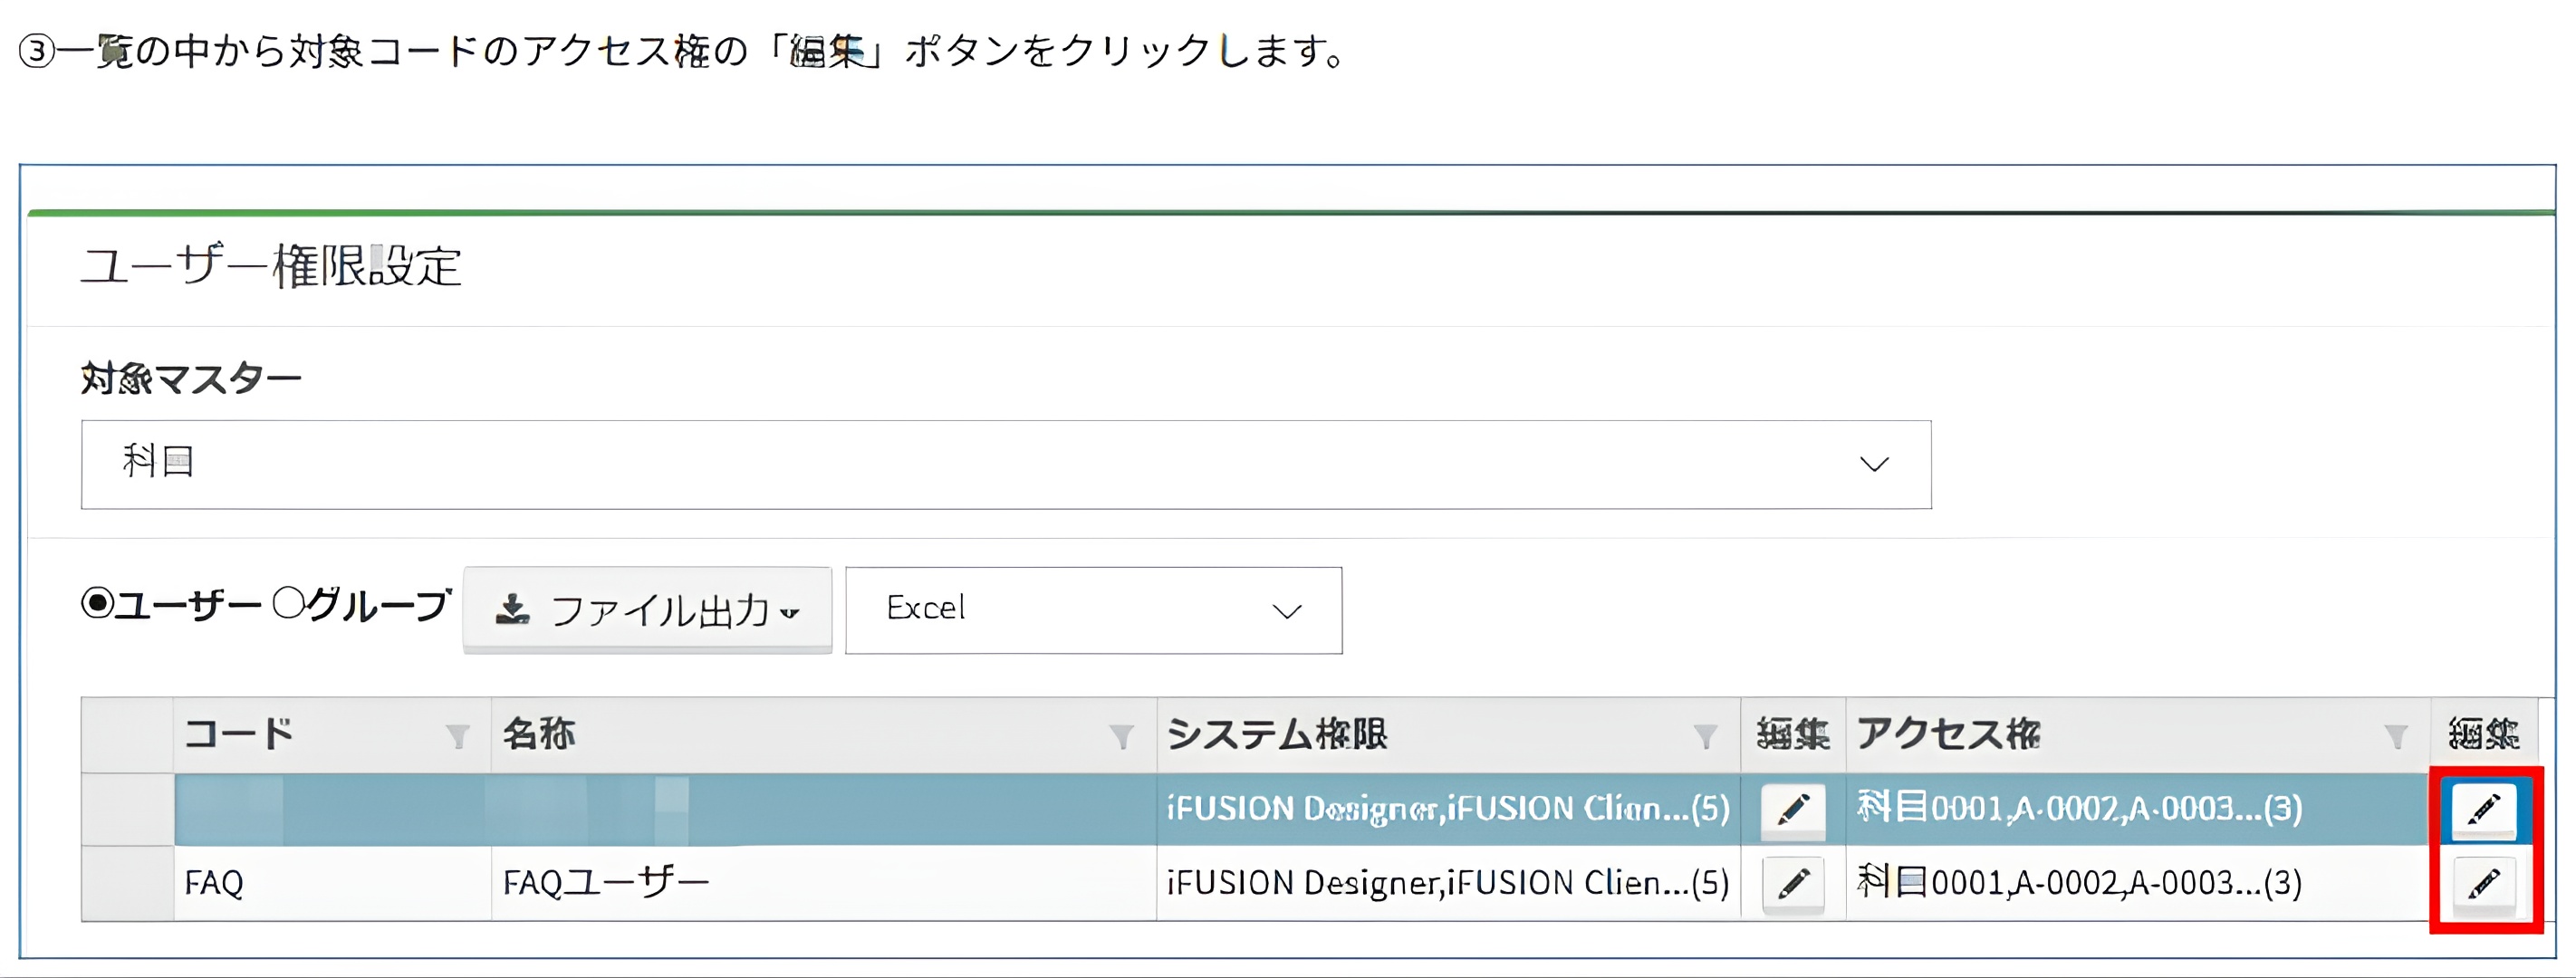 ③一覧の中から対象コードのアクセス権の「編集」ボタンをクリックします。
ユーザー権限設定
対象マスター
科目
ユーザー グループ ファイル出力 Excel
コード 名称 システム権限 編集 アクセス権 編集
iFUSION Designer,iFUSION Clien...(5) 科目0001,A-0002,A-0003...(3)
FAQ FAQユーザー iFUSION Designer,iFUSION Clien...(5) 科目0001,A-0002,A-0003...(3)